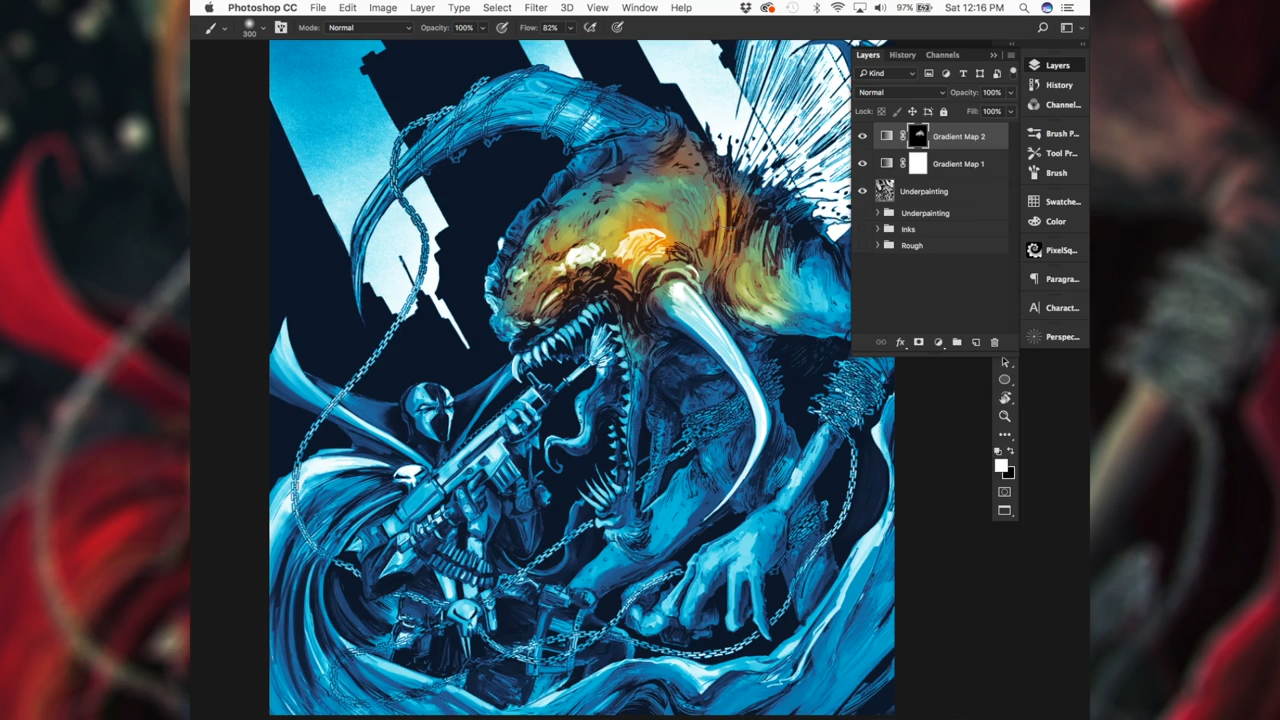 Photoshop CC File Edit Image Layer Type Select Filter 3D View Window Help 97% Sat 12:16 PM
300 Mode: Normal Opacity: 100% Flow: 82%
Layers History Channels
Kind
Normal Opacity: 100%
Lock: Fill: 100%
Gradient Map 2
Gradient Map 1
Underpainting
Underpainting
Inks
Rough
fx
Layers
History
Channel...
Brush P...
Tool Pr...
Brush
Swatche...
Color
PixelSq...
Paragra...
Charact...
Perspec...